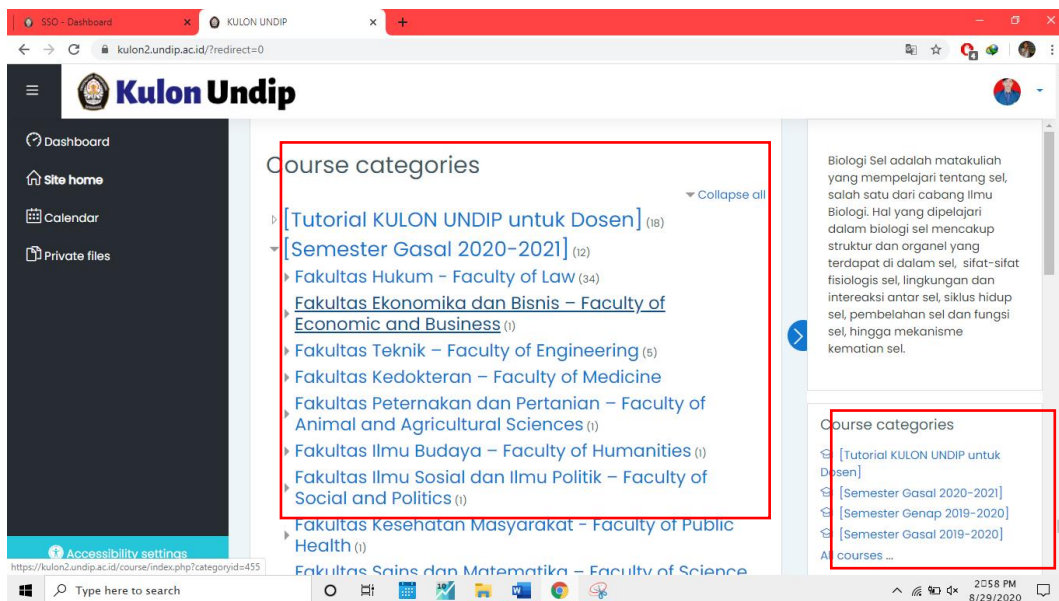 SSO - Dashboard
KULON UNDIP
kulon2.undip.ac.id/?redirect=0
Kulon Undip
Dashboard
Site home
Calendar
Private files
Accessibility settings
https://kulon2.undip.ac.id/course/index.php?categoryid=455
Course categories
Collapse all
[Tutorial KULON UNDIP untuk Dosen] (18)
[Semester Gasal 2020-2021] (12)
Fakultas Hukum - Faculty of Law (34)
Fakultas Ekonomika dan Bisnis – Faculty of
Economic and Business (1)
Fakultas Teknik – Faculty of Engineering (5)
Fakultas Kedokteran – Faculty of Medicine
Fakultas Peternakan dan Pertanian – Faculty of
Animal and Agricultural Sciences (1)
Fakultas Ilmu Budaya – Faculty of Humanities (1)
Fakultas Ilmu Sosial dan Ilmu Politik – Faculty of
Social and Politics (1)
Fakultas Kesehatan Masyarakat - Faculty of Public
Health (1)
Fakultas Sains dan Matematika – Faculty of Science
Biologi Sel adalah matakuliah
yang mempelajari tentang sel,
salah satu dari cabang Ilmu
Biologi. Hal yang dipelajari
dalam biologi sel mencakup
struktur dan organel yang
terdapat di dalam sel, sifat-sifat
fisiologis sel, lingkungan dan
intereaksi antar sel, siklus hidup
sel, pembelahan sel dan fungsi
sel, hingga mekanisme
kematian sel.
Course categories
[Tutorial KULON UNDIP untuk
Dosen]
[Semester Gasal 2020-2021]
[Semester Genap 2019-2020]
[Semester Gasal 2019-2020]
All courses ...
Type here to search
2:58 PM
8/29/2020